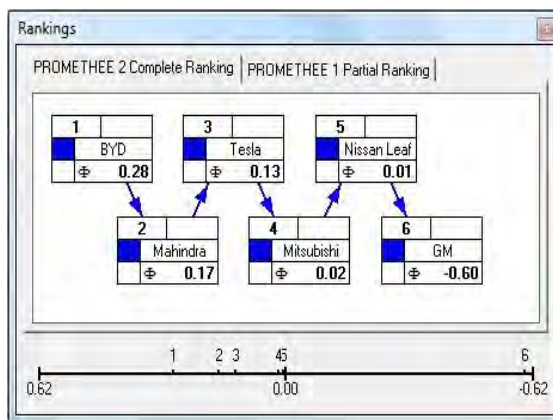 Rankings
PROMETHEE 2 Complete Ranking PROMETHEE 1 Partial Ranking
1 3 5
BYD Tesla Nissan Leaf
Φ 0.28 Φ 0.13 Φ 0.01
2 4 6
Mahindra Mitsubishi GM
Φ 0.17 Φ 0.02 Φ -0.60
1 2 3 45 6
0.62 0.00 -0.62